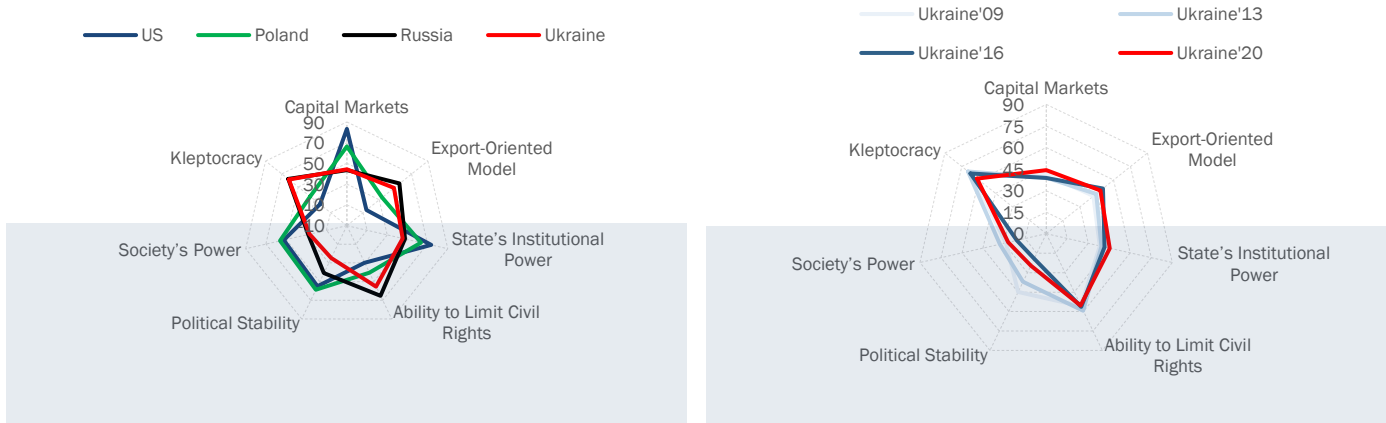 US Poland Russia Ukraine
Capital Markets
90
70
50
30
10
-10
Export-Oriented
Model
State's Institutional
Power
Ability to Limit Civil
Rights
Political Stability
Society's Power
Kleptocracy
Ukraine'09 Ukraine'13
Ukraine'16 Ukraine'20
Capital Markets
90
75
60
45
30
15
0
Export-Oriented
Model
State's Institutional
Power
Ability to Limit Civil
Rights
Political Stability
Society's Power
Kleptocracy